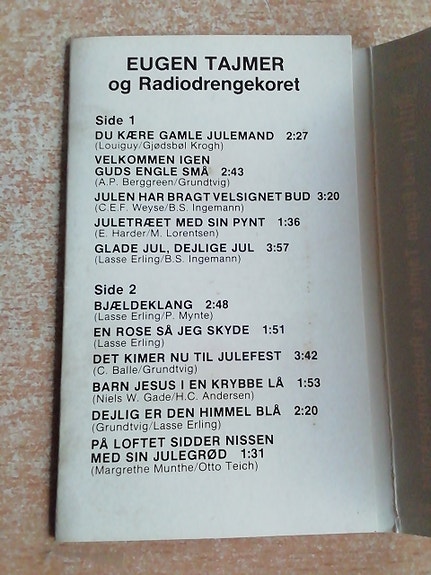 EUGEN TAJMER
og Radiodrengekoret
Side 1
DU KÆRE GAMLE JULEMAND 2:27
(Louiguy/Gjødsbøl Krogh)
VELKOMMEN IGEN
GUDS ENGLE SMÅ 2:43
(A.P. Berggreen/Grundtvig)
JULEN HAR BRAGT VELSIGNET BUD 3:20
(C.E.F. Weyse/B.S. Ingemann)
JULETRÆET MED SIN PYNT 1:36
(E. Harder/M. Lorentsen)
GLADE JUL, DEJLIGE JUL 3:57
(Lasse Erling/B.S. Ingemann)
Side 2
BJÆLDEKLANG 2:48
(Lasse Erling/P. Mynte)
EN ROSE SÅ JEG SKYDE 1:51
(Lasse Erling)
DET KIMER NU TIL JULEFEST 3:42
(C. Balle/Grundtvig)
BARN JESUS I EN KRYBBE LÅ 1:53
(Niels W. Gade/H.C. Andersen)
DEJLIG ER DEN HIMMEL BLÅ 2:20
(Grundtvig/Lasse Erling)
PÅ LOFTET SIDDER NISSEN
MED SIN JULEGRØD 1:31
(Margrethe Munthe/Otto Teich)